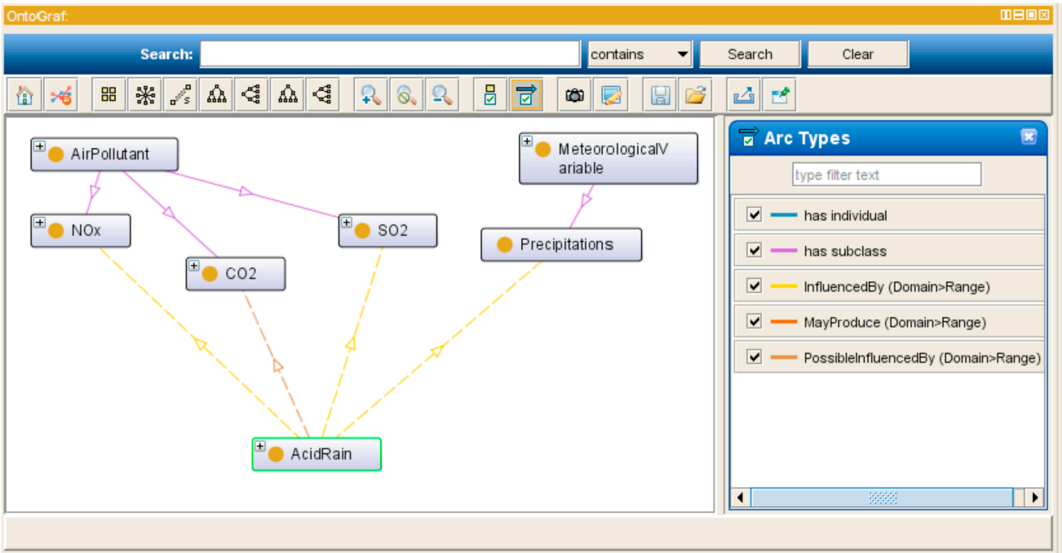 OntoGraf:
Search:
contains
Search
Clear
AirPollutant
MeteorologicalV
ariable
NOx
SO2
Precipitations
CO2
AcidRain
Arc Types
type filter text
has individual
has subclass
InfluencedBy (Domain>Range)
MayProduce (Domain>Range)
PossibleInfluencedBy (Domain>Range)